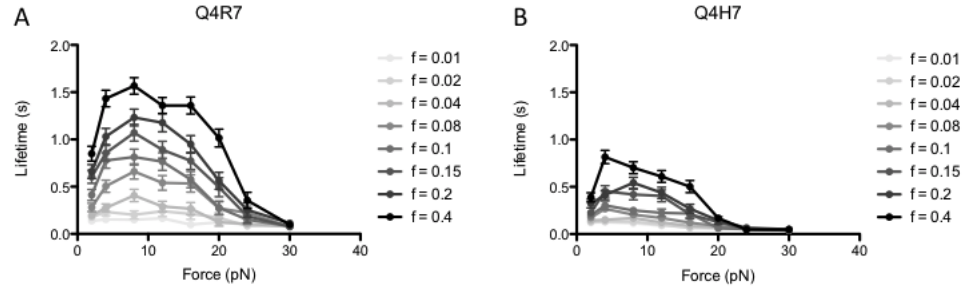 A
Q4R7
2.0
1.5
1.0
0.5
0.0
Lifetime (s)
0
10
20
30
40
Force (pN)
f = 0.01
f = 0.02
f = 0.04
f = 0.08
f = 0.1
f = 0.15
f = 0.2
f = 0.4
B
Q4H7
2.0
1.5
1.0
0.5
0.0
Lifetime (s)
0
10
20
30
40
Force (pN)
f = 0.01
f = 0.02
f = 0.04
f = 0.08
f = 0.1
f = 0.15
f = 0.2
f = 0.4